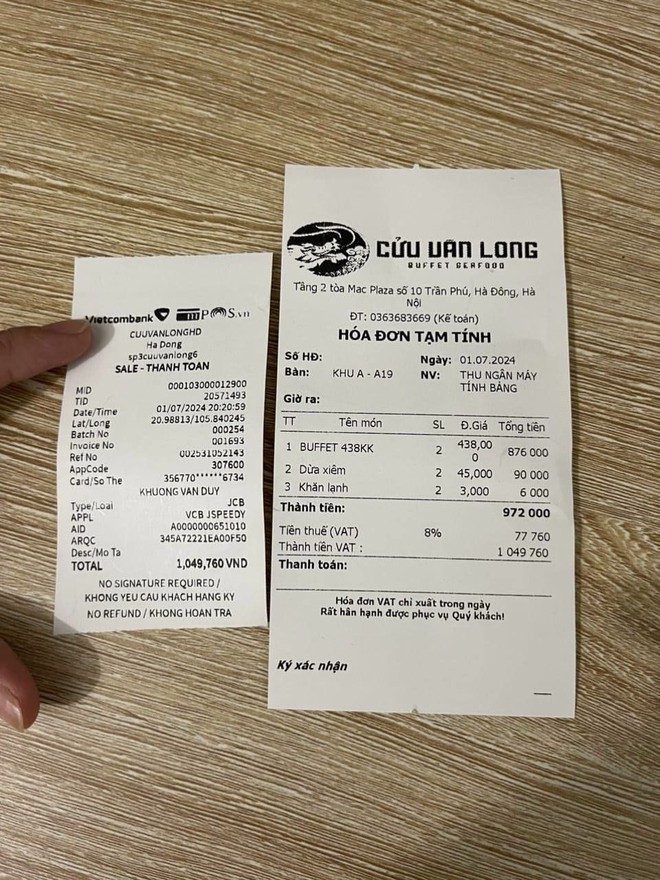 Vietcombank mPOS.vn
CUUVANLONGHD
Ha Dong
sp3cuuvanlong6
SALE - THANH TOAN
MID 000103000012900
TID 20571493
Date/Time 01/07/2024 20:20:59
Lat/Long 20.98813/105.840245
Batch No 000254
Invoice No 001693
Ref No 002531052143
AppCode 307600
Card/So The 356770******6734
KHUONG VAN DUY
Type/Loai JCB
APPL VCB JSPEEDY
AID A0000000651010
ARQC 345A72221EA00F50
Desc/Mo Ta
TOTAL 1,049,760 VND
NO SIGNATURE REQUIRED /
KHONG YEU CAU KHACH HANG KY
NO REFUND / KHONG HOAN TRA
CỬU VÂN LONG
BUFFET SEAFOOD
Tầng 2 tòa Mac Plaza số 10 Trần Phú, Hà Đông, Hà
Nội
ĐT: 0363683669 (Kế toán)
HÓA ĐƠN TẠM TÍNH
Số HĐ: Ngày: 01.07.2024
Bàn: KHU A - A19 NV: THU NGÂN MÁY
TÍNH BẢNG
Giờ ra:
TT Tên món SL Đ.Giá Tổng tiền
1 BUFFET 438KK 2 438,00 876 000
0
2 Dừa xiêm 2 45,000 90 000
3 Khăn lạnh 2 3,000 6 000
Thành tiền: 972 000
Tiền thuế (VAT) 8% 77 760
Thành tiền VAT : 1 049 760
Thanh toán:
Hóa đơn VAT chỉ xuất trong ngày
Rất hân hạnh được phục vụ Quý khách!
Ký xác nhận